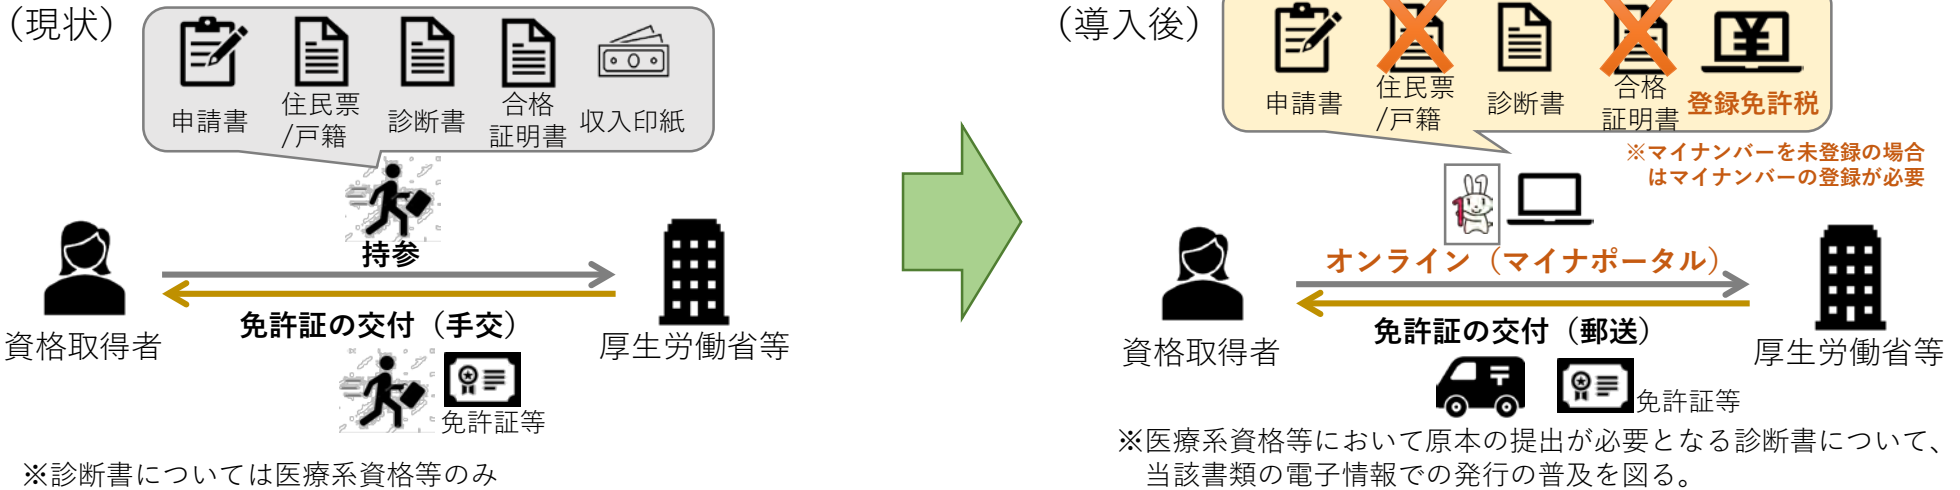 （現状）
申請書
住民票
/戸籍
診断書
合格
証明書
収入印紙
持参
資格取得者
免許証の交付（手交）
厚生労働省等
免許証等
※診断書については医療系資格等のみ
（導入後）
申請書
住民票
/戸籍
診断書
合格
証明書
登録免許税
※マイナンバーを未登録の場合
はマイナンバーの登録が必要
オンライン（マイナポータル）
資格取得者
免許証の交付（郵送）
厚生労働省等
免許証等
※医療系資格等において原本の提出が必要となる診断書について、
当該書類の電子情報での発行の普及を図る。